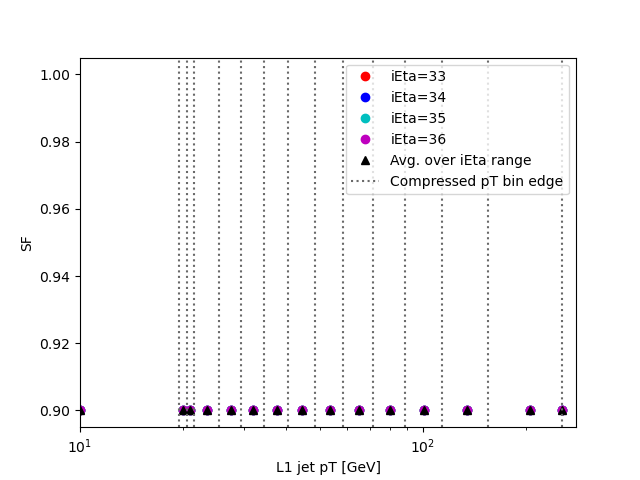 iEta=33
iEta=34
iEta=35
iEta=36
Avg. over iEta range
Compressed pT bin edge
1.00
0.98
0.96
0.94
0.92
0.90
SF
10¹
10²
L1 jet pT [GeV]